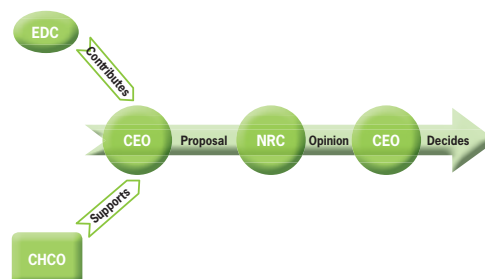 EDC
Contributes
CEO Proposal NRC Opinion CEO Decides
Supports
CHCO